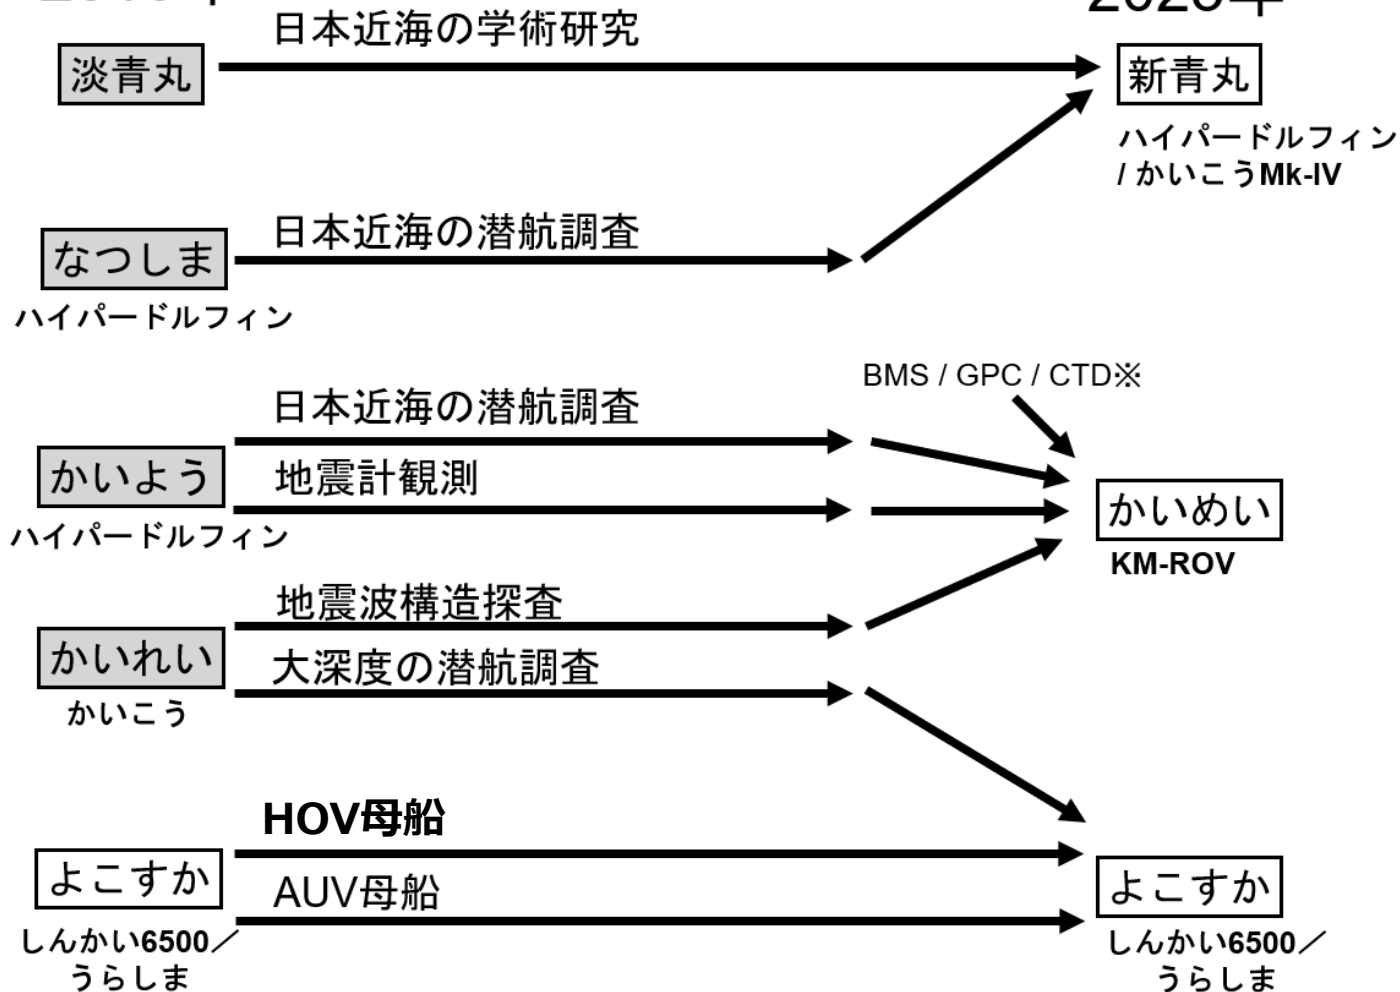 日本近海の学術研究
淡青丸
新青丸
ハイパードルフィン
/ かいこうMk-IV
日本近海の潜航調査
なつしま
ハイパードルフィン
BMS / GPC / CTD※
日本近海の潜航調査
かいよう
地震計観測
ハイパードルフィン
かいめい
KM-ROV
地震波構造探査
かいれい
大深度の潜航調査
かいこう
HOV母船
よこすか
AUV母船
しんかい6500／
うらしま
よこすか
しんかい6500／
うらしま